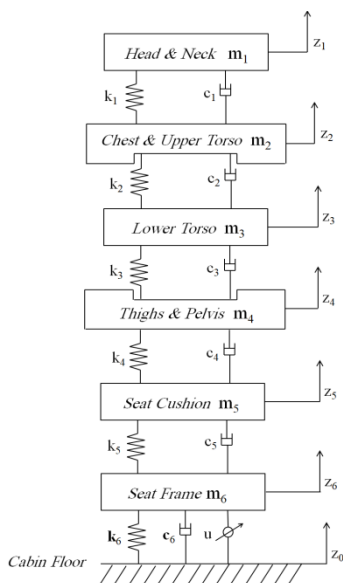 Head & Neck m₁
z₁
k₁
c₁
Chest & Upper Torso m₂
z₂
k₂
c₂
Lower Torso m₃
z₃
k₃
c₃
Thighs & Pelvis m₄
z₄
k₄
c₄
Seat Cushion m₅
z₅
k₅
c₅
Seat Frame m₆
z₆
k₆
c₆
u
Cabin Floor
z₀